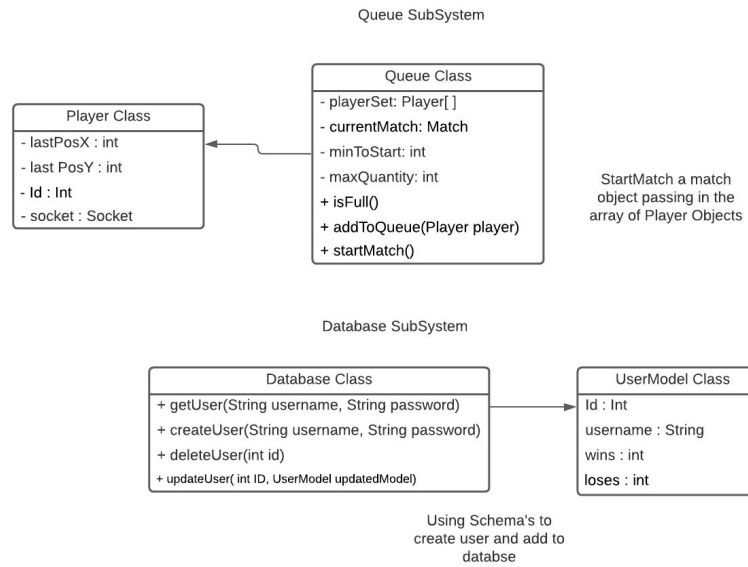 Queue SubSystem
Player Class
- lastPosX : int
- last PosY : int
- Id : Int
- socket : Socket
Queue Class
- playerSet: Player[ ]
- currentMatch: Match
- minToStart: int
- maxQuantity: int
+ isFull()
+ addToQueue(Player player)
+ startMatch()
StartMatch a match
object passing in the
array of Player Objects
Database SubSystem
Database Class
+ getUser(String username, String password)
+ createUser(String username, String password)
+ deleteUser(int id)
+ updateUser( int ID, UserModel updatedModel)
UserModel Class
Id : Int
username : String
wins : int
loses : int
Using Schema's to
create user and add to
databse